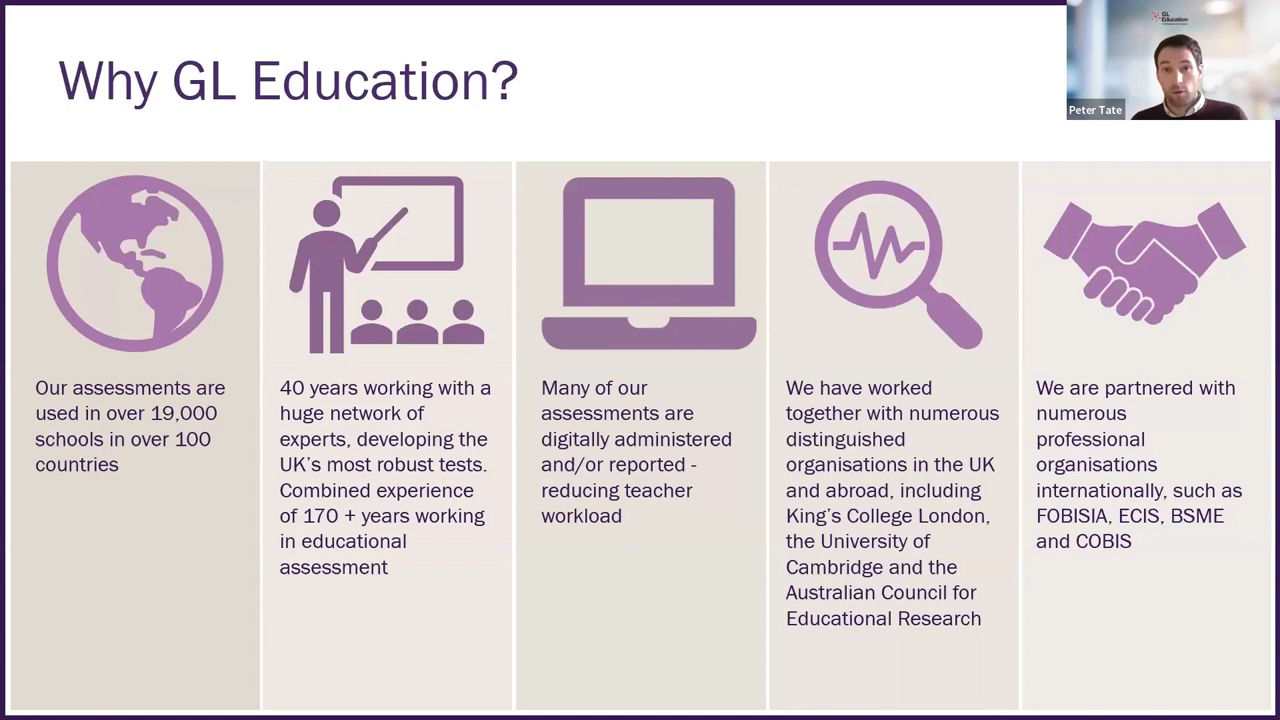 Why GL Education?
GL
Education
Peter Tate
Our assessments are
used in over 19,000
schools in over 100
countries
40 years working with a
huge network of
experts, developing the
UK's most robust tests.
Combined experience
of 170 + years working
in educational
assessment
Many of our
assessments are
digitally administered
and/or reported -
reducing teacher
workload
We have worked
together with numerous
distinguished
organisations in the UK
and abroad, including
King's College London,
the University of
Cambridge and the
Australian Council for
Educational Research
We are partnered with
numerous
professional
organisations
internationally, such as
FOBISIA, ECIS, BSME
and COBIS